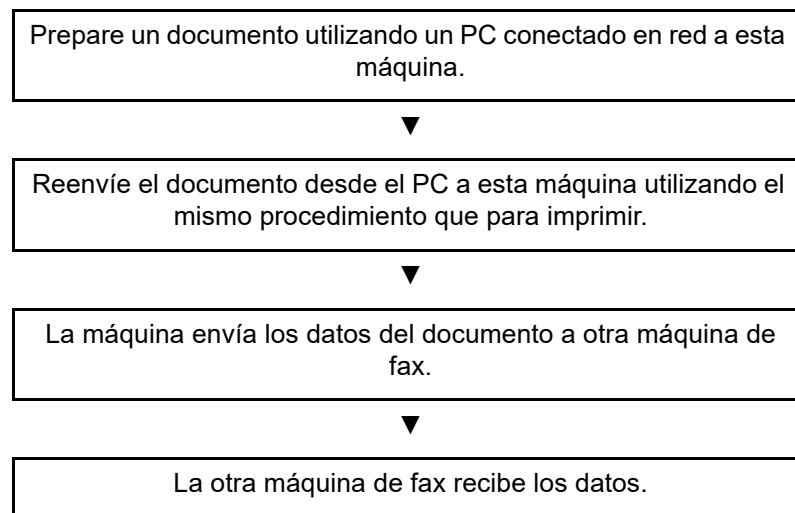 Prepare un documento utilizando un PC conectado en red a esta
máquina.
Reenvíe el documento desde el PC a esta máquina utilizando el
mismo procedimiento que para imprimir.
La máquina envía los datos del documento a otra máquina de
fax.
La otra máquina de fax recibe los datos.